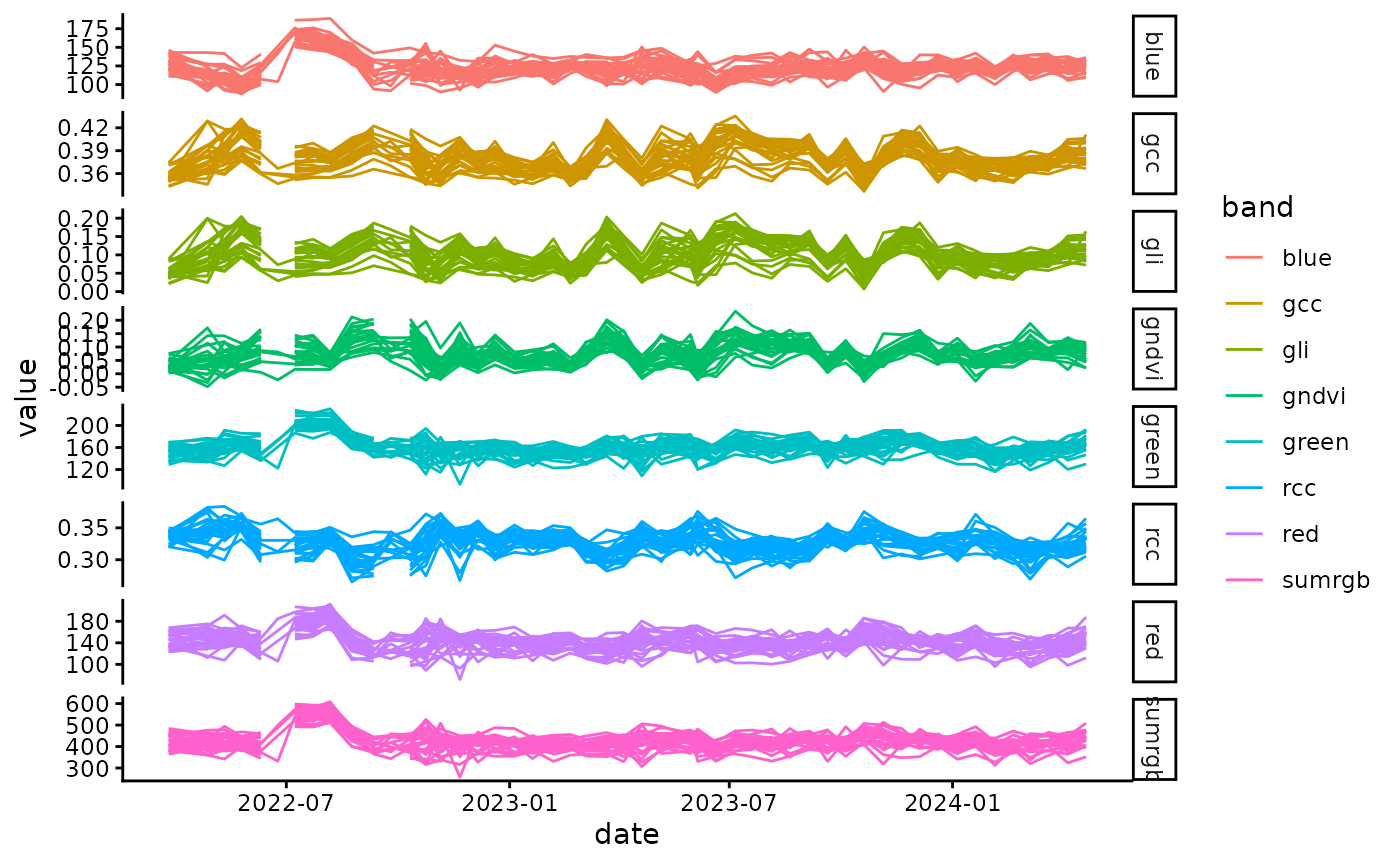 175
150
125
100
blue
0.42
0.39
0.36
gcc
0.20
0.15
0.10
0.05
0.00
gli
0.20
0.15
0.10
0.05
0.00
-0.05
gndvi
200
160
120
green
0.35
0.30
rcc
180
140
100
red
600
500
400
300
sumrgb
value
2022-07
2023-01
2023-07
2024-01
date
band
blue
gcc
gli
gndvi
green
rcc
red
sumrgb